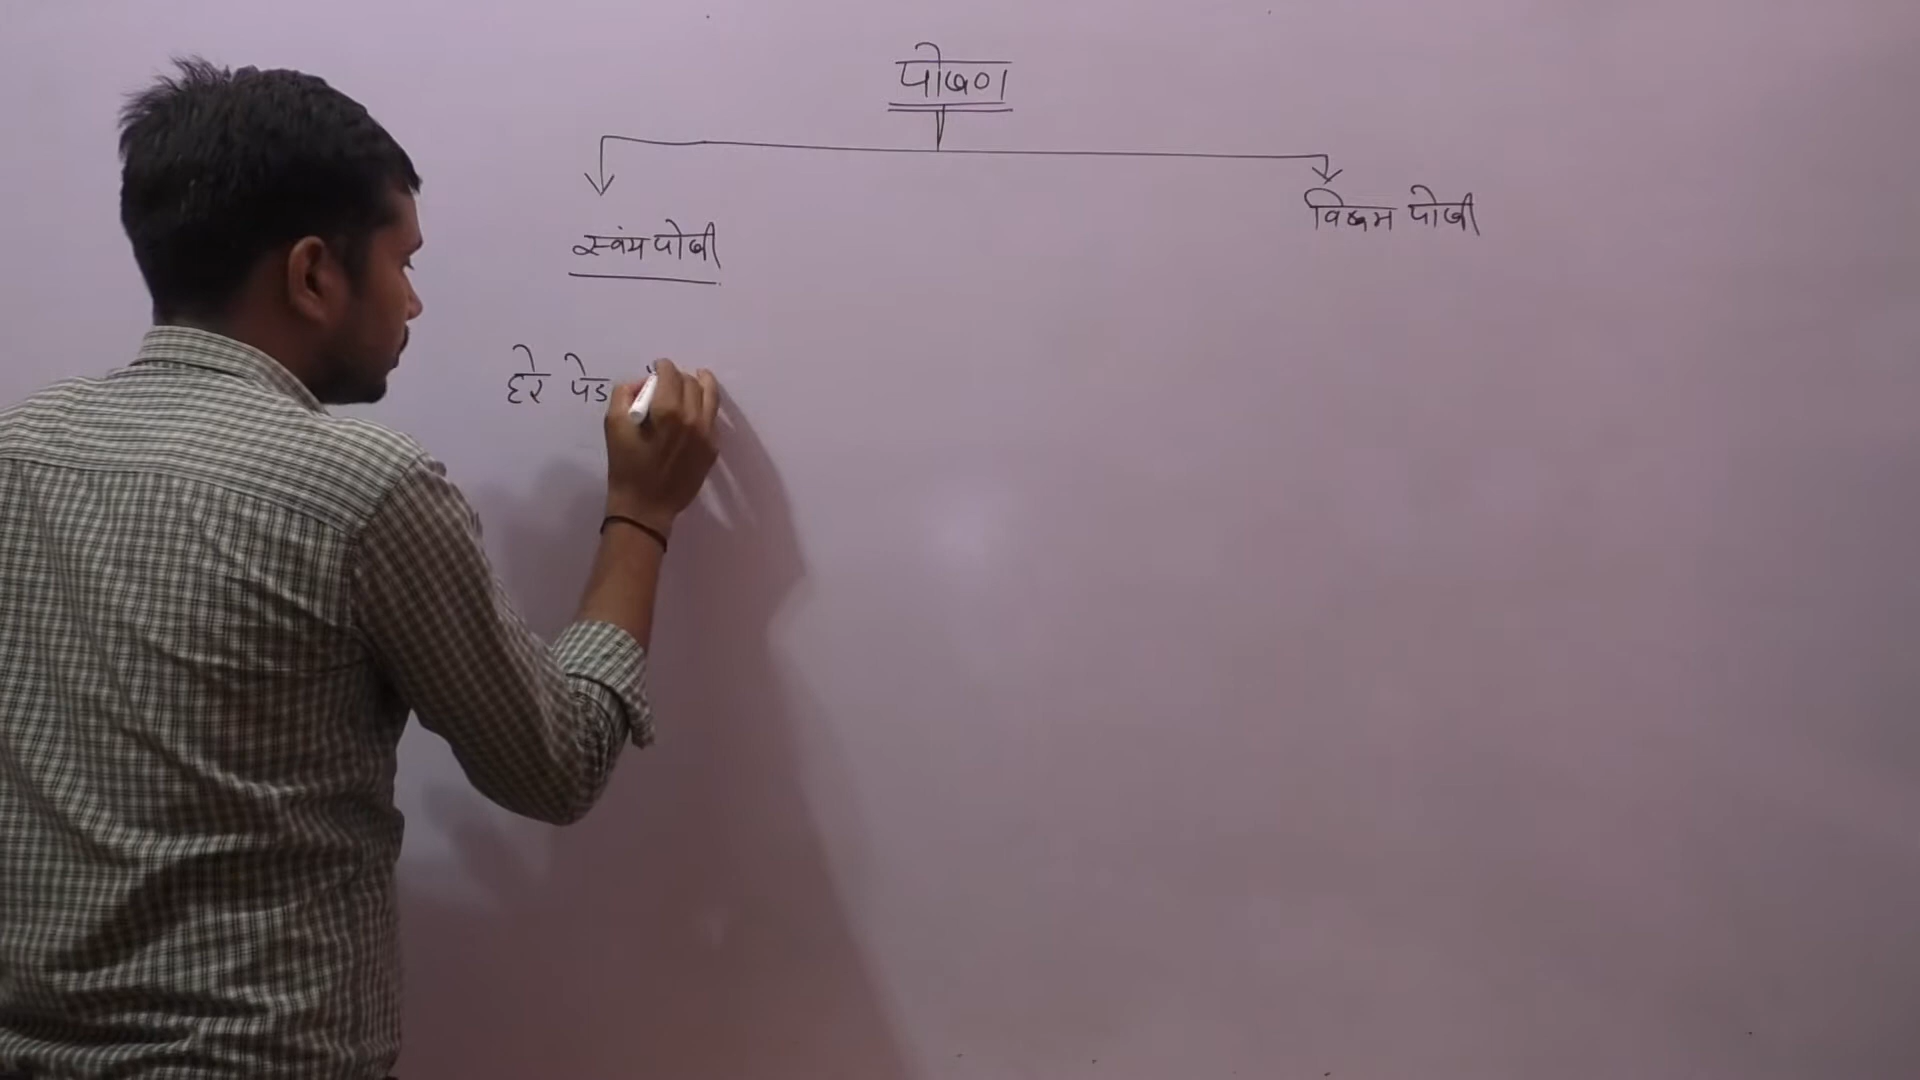 पोषण
स्वंयपोषी
विषम पोषी
हरे पेड